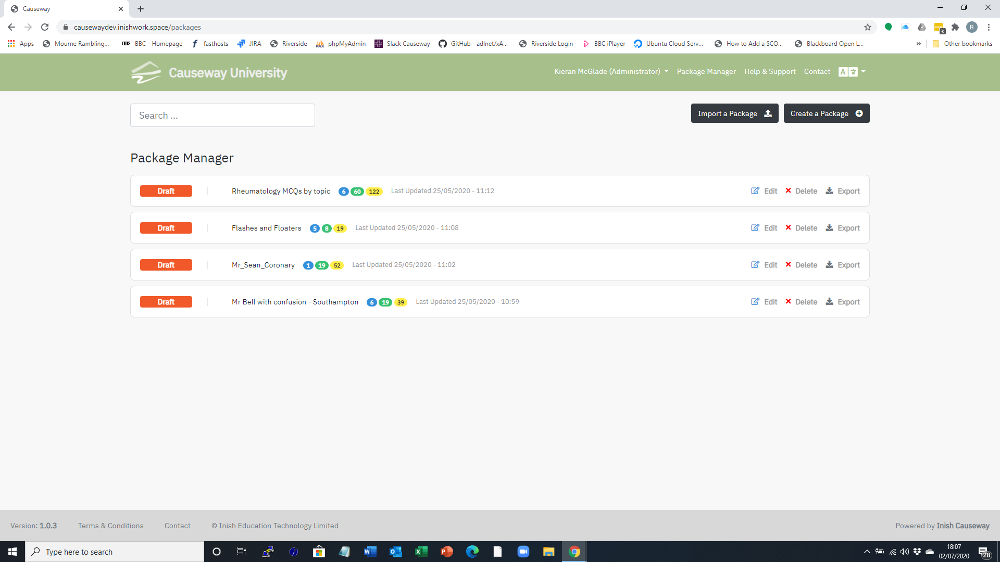 Causeway
causewaydev.inishwork.space/packages
3
R
Apps Mourne Rambling... BBC BBC - Homepage fasthosts JIRA Riverside phpMyAdmin Slack Causeway GitHub - adlnet/xA... Riverside Login BBC iPlayer Ubuntu Cloud Serv... How to Add a SCO... Blackboard Open L... » Other bookmarks
Causeway University
Kieran McGlade (Administrator) Package Manager Help & Support Contact A
Search ...
Import a Package Create a Package
Package Manager
Draft Rheumatology MCQs by topic 6 60 122 Last Updated 25/05/2020 - 11:12 Edit Delete Export
Draft Flashes and Floaters 5 8 19 Last Updated 25/05/2020 - 11:08 Edit Delete Export
Draft Mr_Sean_Coronary 1 19 52 Last Updated 25/05/2020 - 11:02 Edit Delete Export
Draft Mr Bell with confusion - Southampton 6 19 39 Last Updated 25/05/2020 - 10:59 Edit Delete Export
Version: 1.0.3 Terms & Conditions Contact © Inish Education Technology Limited Powered by Inish Causeway
Type here to search
18:07
02/07/2020
28